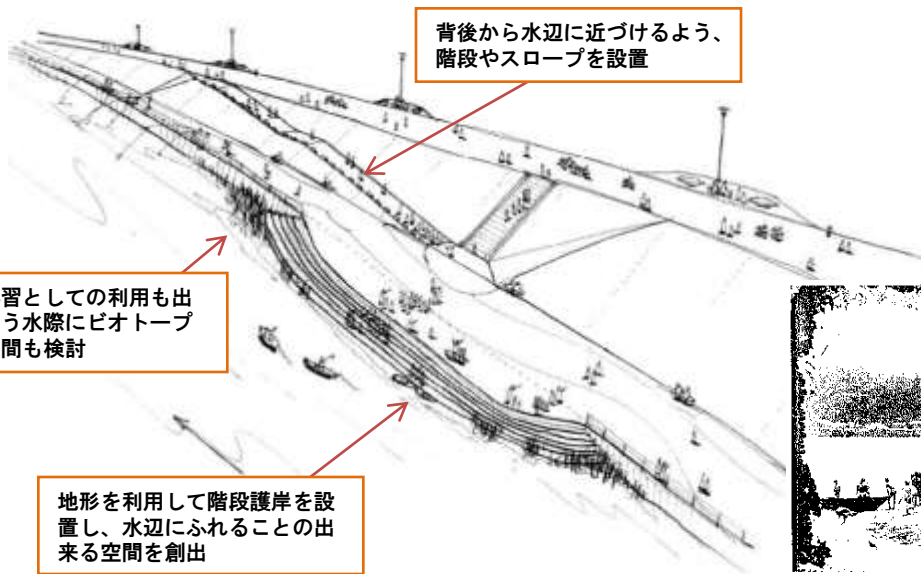 背後から水辺に近づけるよう、
階段やスロープを設置
習としての利用も出
う水際にビオトープ
間も検討
地形を利用して階段護岸を設
置し、水辺にふれることの出
来る空間を創出